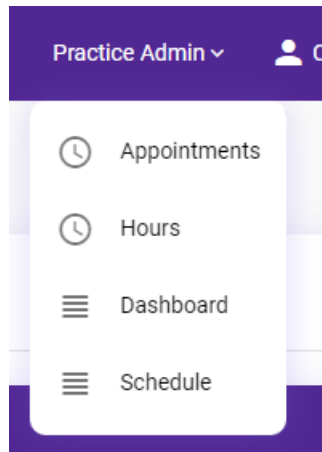 Practice Admin
Appointments
Hours
Dashboard
Schedule